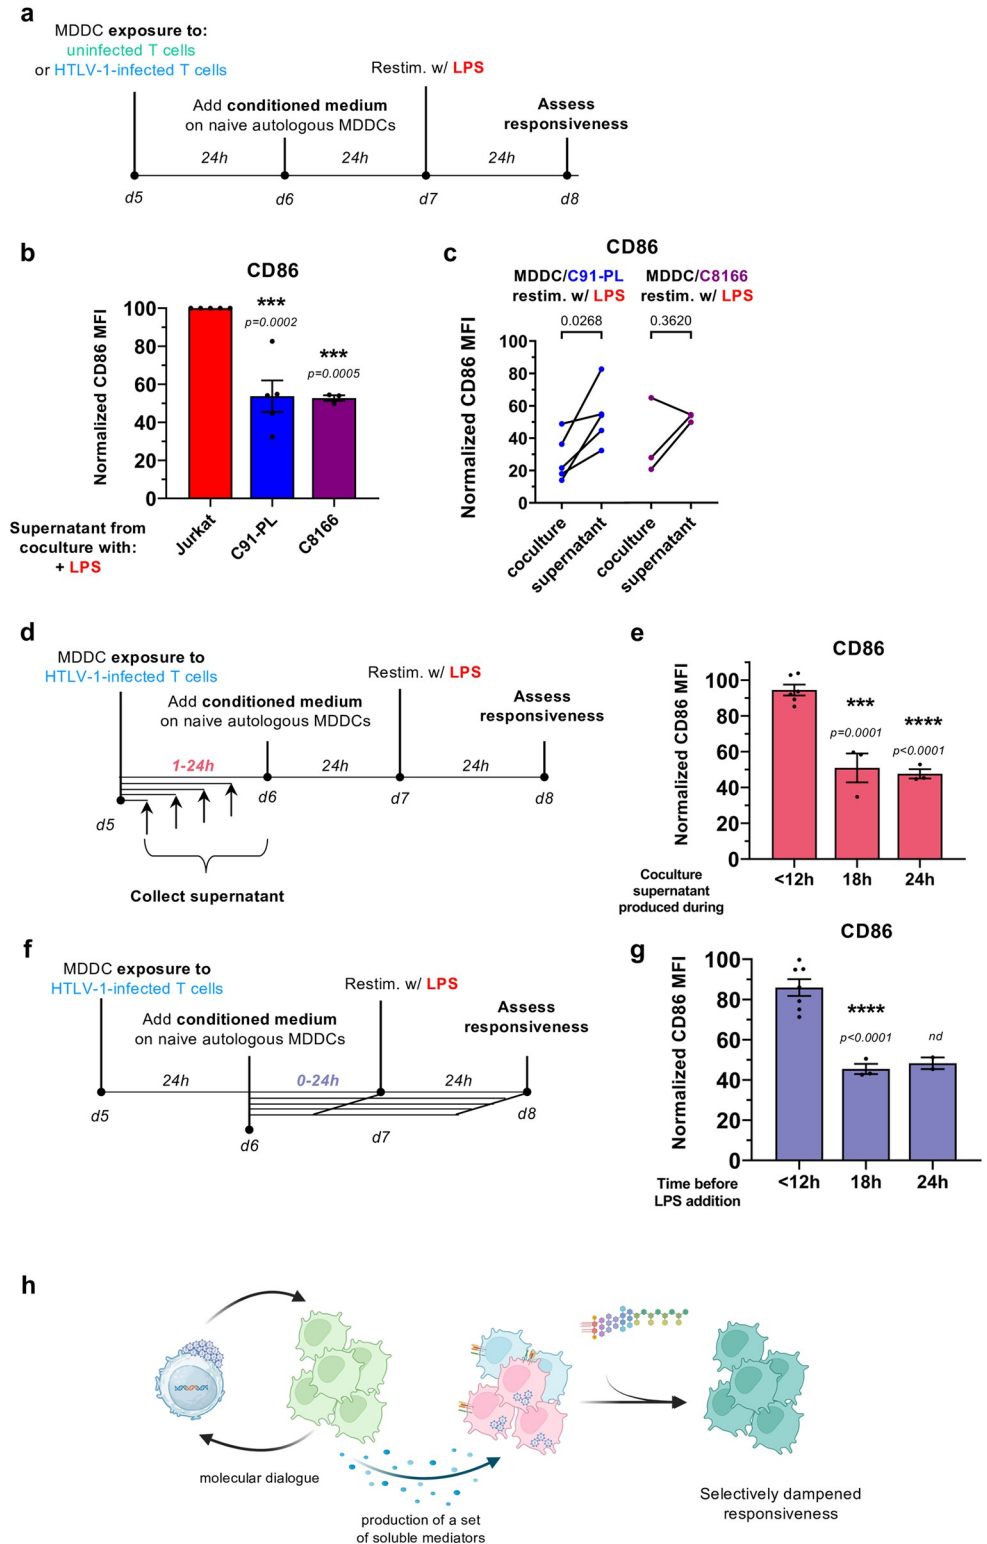 a
MDDC exposure to:
uninfected T cells
or HTLV-1-infected T cells
Restim. w/ LPS
Add conditioned medium
on naive autologous MDDCs
Assess
responsiveness
24h
24h
24h
d5
d6
d7
d8
b
CD86
Normalized CD86 MFI
100
80
60
40
20
0
***
p=0.0002
***
p=0.0005
Jurkat
C91-PL
C8166
Supernatant from
coculture with:
+ LPS
c
CD86
MDDC/C91-PL
restim. w/ LPS
MDDC/C8166
restim. w/ LPS
0.0268
0.3620
Normalized CD86 MFI
100
80
60
40
20
0
coculture
supernatant
coculture
supernatant
d
MDDC exposure to
HTLV-1-infected T cells
Restim. w/ LPS
Add conditioned medium
on naive autologous MDDCs
Assess
responsiveness
1-24h
24h
24h
d5
d6
d7
d8
Collect supernatant
e
CD86
Normalized CD86 MFI
100
80
60
40
20
0
***
p=0.0001
****
p<0.0001
<12h
18h
24h
Coculture
supernatant
produced during
f
MDDC exposure to
HTLV-1-infected T cells
Restim. w/ LPS
Add conditioned medium
on naive autologous MDDCs
Assess
responsiveness
24h
0-24h
24h
d5
d6
d7
d8
g
CD86
Normalized CD86 MFI
100
80
60
40
20
0
****
p<0.0001
nd
<12h
18h
24h
Time before
LPS addition
h
molecular dialogue
production of a set
of soluble mediators
Selectively dampened
responsiveness